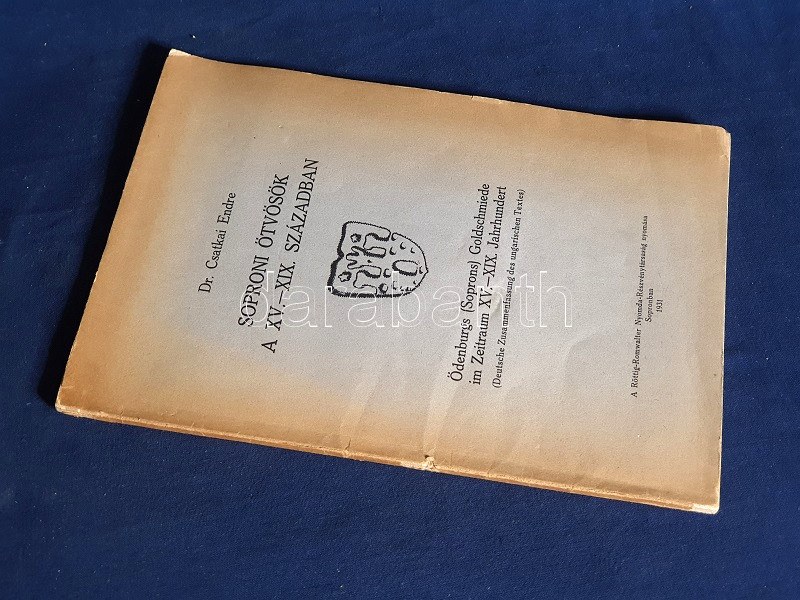 Dr. Csatkai Endre
SOPRONI ÖTVÖSÖK
A XV.—XIX. SZÁZADBAN
Ödenburgs (Soprons) Goldschmiede
im Zeitraum XV.—XIX. Jahrhundert
(Deutsche Zusammenfassung des ungarischen Textes)
A Röttig-Romwalter Nyomda-Részvénytársaság nyomása
Sopronban
1931
darabanth